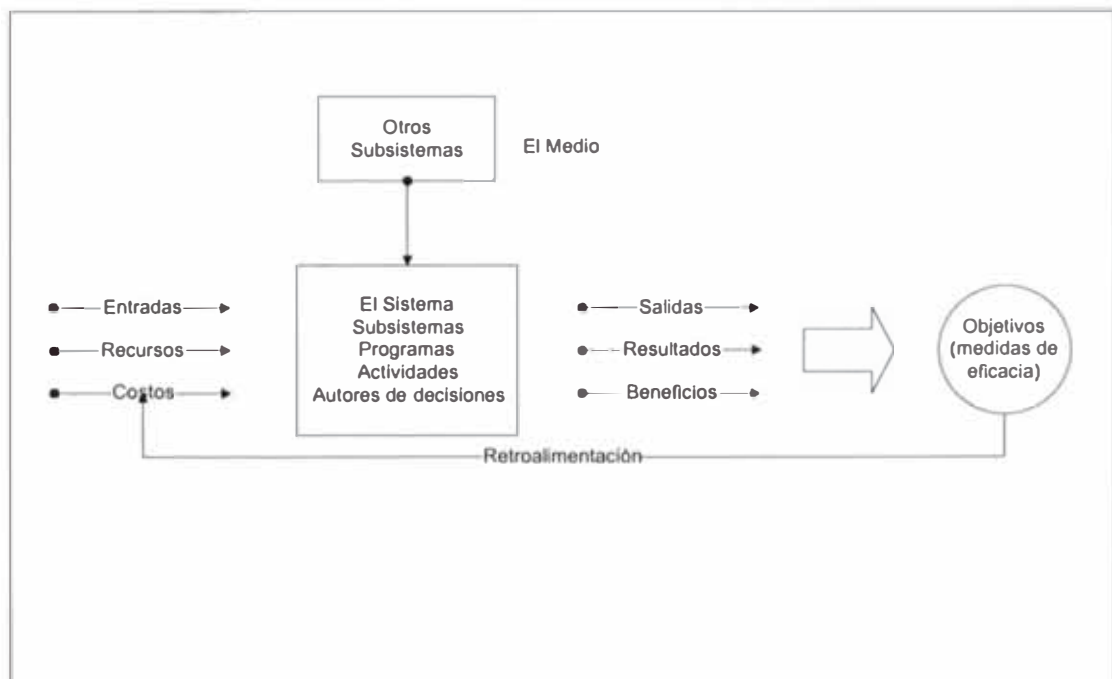 Otros
Subsistemas
El Medio
Entradas
Recursos
Costos
El Sistema
Subsistemas
Programas
Actividades
Autores de decisiones
Salidas
Resultados
Beneficios
Objetivos
(medidas de
eficacia)
Retroalimentación